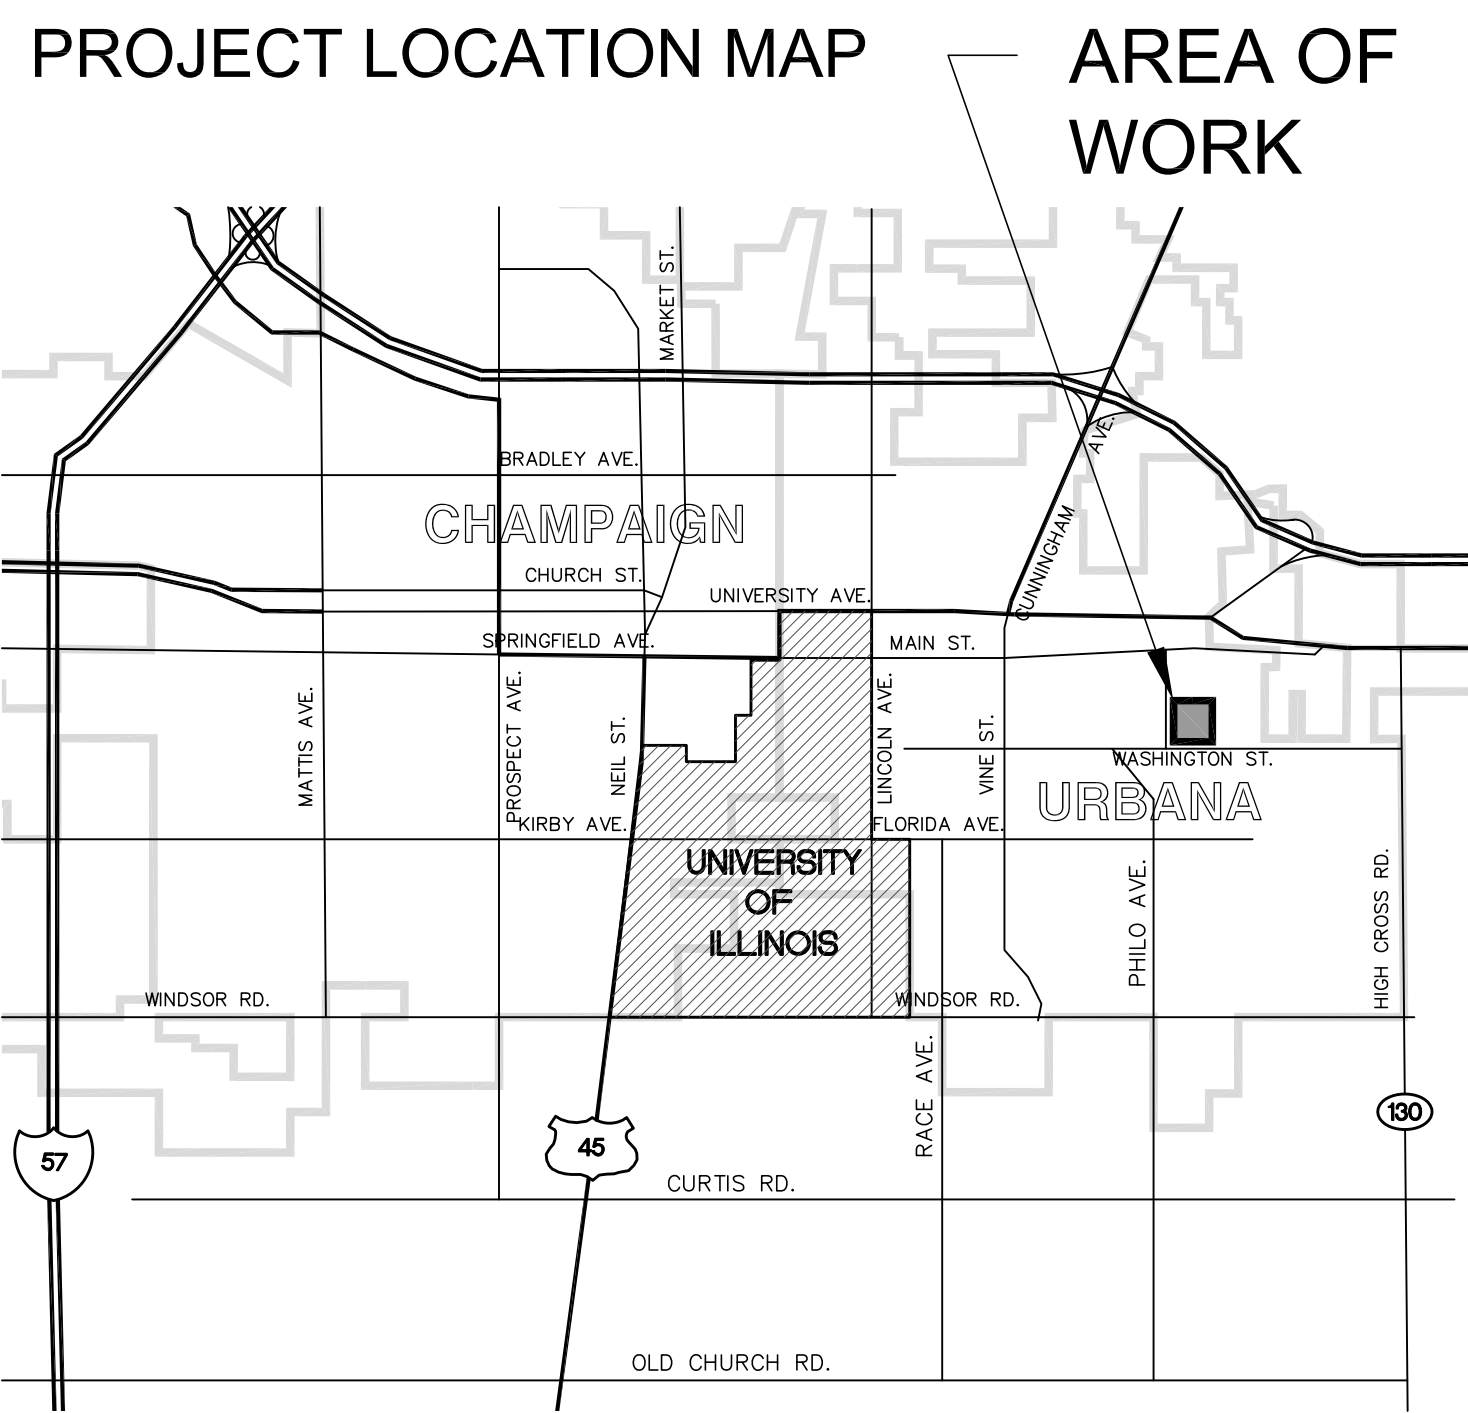 PROJECT LOCATION MAP
AREA OF
WORK
MARKET ST.
BRADLEY AVE.
AVE.
CUNNINGHAM
CHAMPAIGN
CHURCH ST.
UNIVERSITY AVE.
SPRINGFIELD AVE.
MAIN ST.
MATTIS AVE.
PROSPECT AVE.
NEIL ST.
LINCOLN AVE.
VINE ST.
WASHINGTON ST.
URBANA
KIRBY AVE.
FLORIDA AVE.
UNIVERSITY
OF
ILLINOIS
PHILO AVE.
HIGH CROSS RD.
WINDSOR RD.
WINDSOR RD.
RACE AVE.
130
57
45
CURTIS RD.
OLD CHURCH RD.